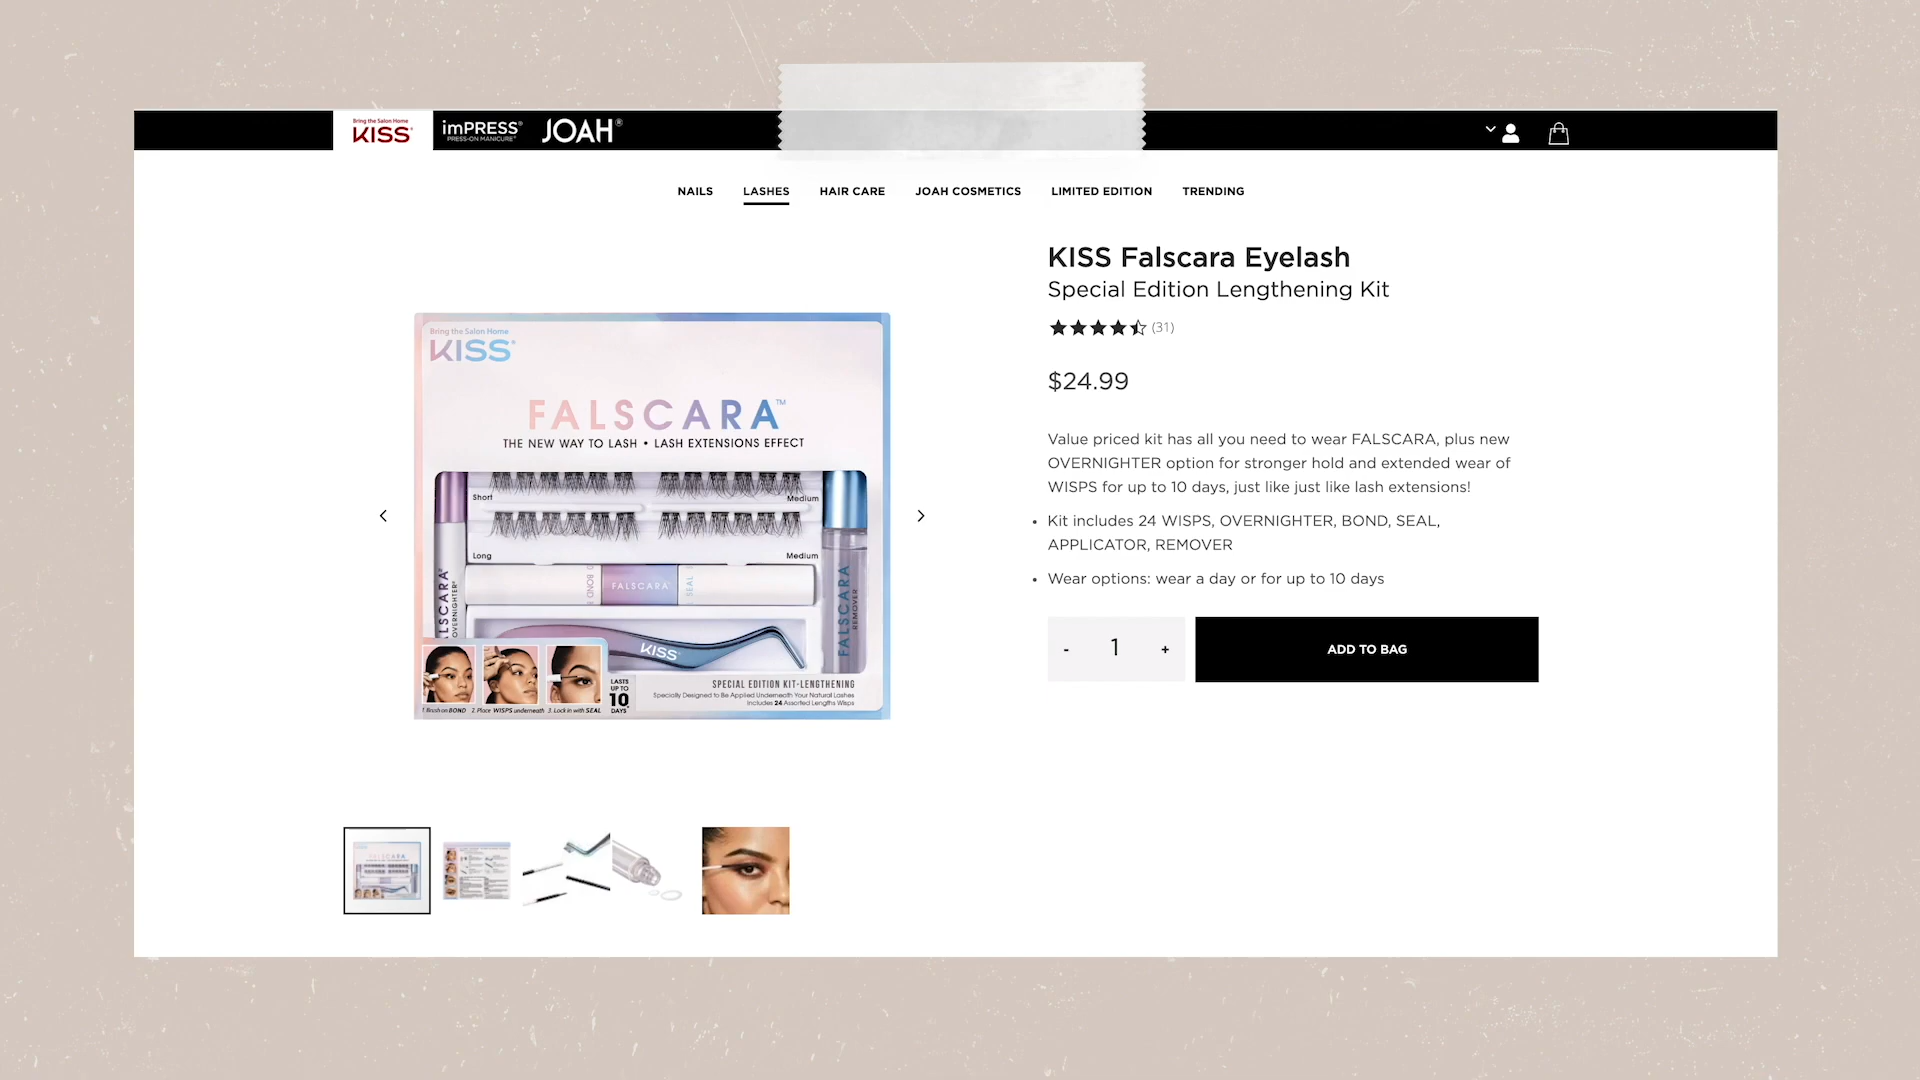 Bring the Salon Home
KISS
imPRESS®
PRESS-ON MANICURE®
JOAH®
NAILS
LASHES
HAIR CARE
JOAH COSMETICS
LIMITED EDITION
TRENDING
Bring the Salon Home
KISS®
FALSCARA™
THE NEW WAY TO LASH • LASH EXTENSIONS EFFECT
Short
Medium
Long
Medium
BOND
FALSCARA
SEAL
FALSCARA
OVERNIGHTER
FALSCARA
REMOVER
KISS
1. Brush on BOND
2. Place WISPS underneath
3. Lock in with SEAL
LASTS
UP TO
10
DAYS
SPECIAL EDITION KIT-LENGTHENING
Specially Designed to Be Applied Underneath Your Natural Lashes
Includes 24 Assorted Lengths Wisps
KISS Falscara Eyelash
Special Edition Lengthening Kit
(31)
$24.99
Value priced kit has all you need to wear FALSCARA, plus new
OVERNIGHTER option for stronger hold and extended wear of
WISPS for up to 10 days, just like just like lash extensions!
• Kit includes 24 WISPS, OVERNIGHTER, BOND, SEAL,
APPLICATOR, REMOVER
• Wear options: wear a day or for up to 10 days
- 1 +
ADD TO BAG